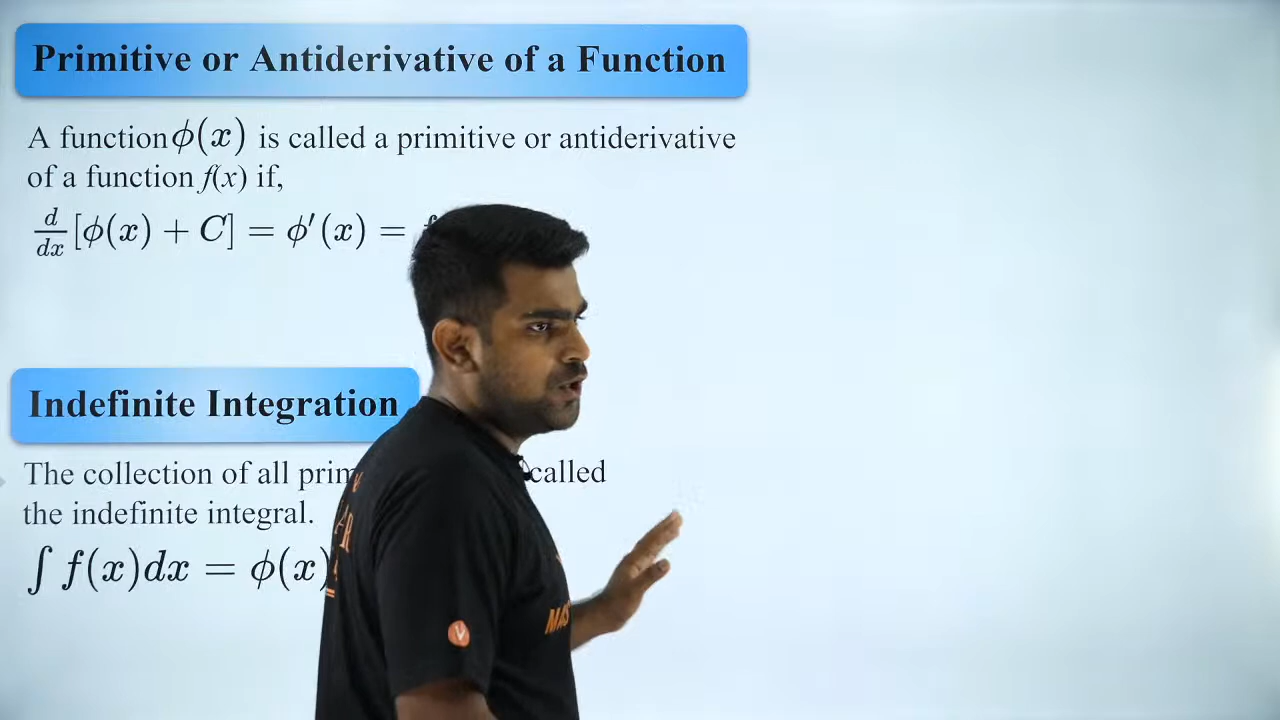 Primitive or Antiderivative of a Function
A function ϕ(x) is called a primitive or antiderivative
of a function f(x) if,
d/dx [ϕ(x) + C] = ϕ′(x) =
Indefinite Integration
The collection of all called
the indefinite integral.
∫ f(x)dx = ϕ(x)